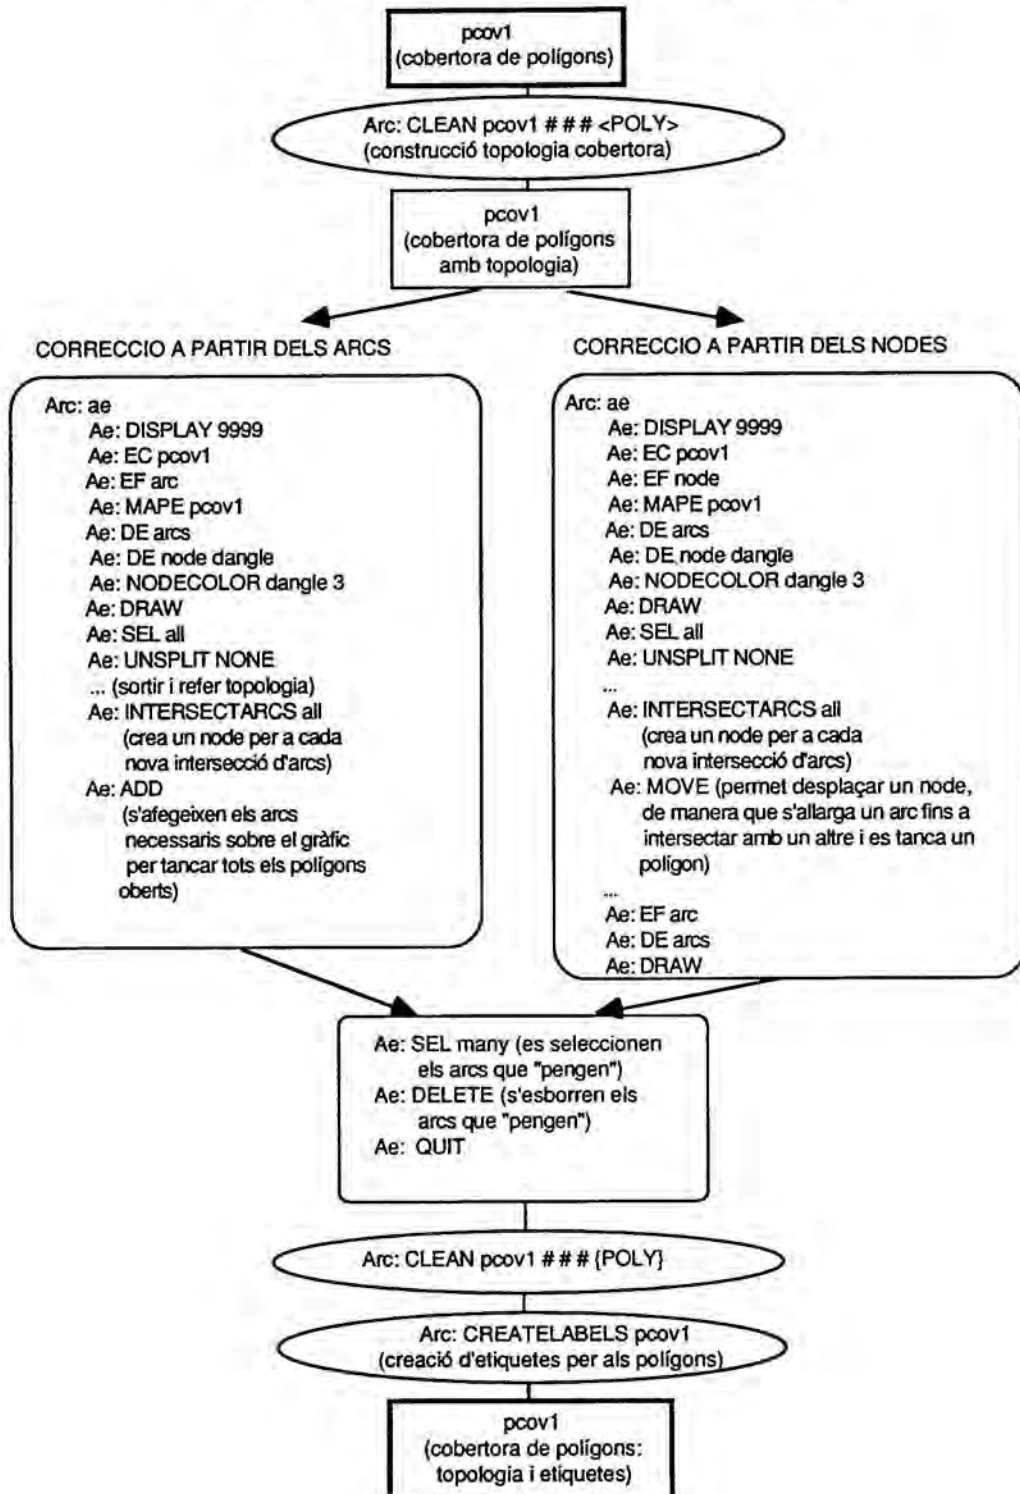 pcov1
(cobertora de polígons)
Arc: CLEAN pcov1 # # # <POLY>
(construcció topologia cobertora)
pcov1
(cobertora de polígons
amb topologia)
CORRECCIO A PARTIR DELS ARCS
Arc: ae
Ae: DISPLAY 9999
Ae: EC pcov1
Ae: EF arc
Ae: MAPE pcov1
Ae: DE arcs
Ae: DE node dangle
Ae: NODECOLOR dangle 3
Ae: DRAW
Ae: SEL all
Ae: UNSPLIT NONE
... (sortir i refer topologia)
Ae: INTERSECTARCS all
(crea un node per a cada
nova intersecció d'arcs)
Ae: ADD
(s'afegeixen els arcs
necessaris sobre el gràfic
per tancar tots els polígons
oberts)
CORRECCIO A PARTIR DELS NODES
Arc: ae
Ae: DISPLAY 9999
Ae: EC pcov1
Ae: EF node
Ae: MAPE pcov1
Ae: DE arcs
Ae: DE node dangle
Ae: NODECOLOR dangle 3
Ae: DRAW
Ae: SEL all
Ae: UNSPLIT NONE
...
Ae: INTERSECTARCS all
(crea un node per a cada
nova intersecció d'arcs)
Ae: MOVE (permet desplaçar un node,
de manera que s'allarga un arc fins a
intersectar amb un altre i es tanca un
polígon)
...
Ae: EF arc
Ae: DE arcs
Ae: DRAW
Ae: SEL many (es seleccionen
els arcs que "pengen")
Ae: DELETE (s'esborren els
arcs que "pengen")
Ae: QUIT
Arc: CLEAN pcov1 # # # {POLY}
Arc: CREATELABELS pcov1
(creació d'etiquetes per als polígons)
pcov1
(cobertora de polígons:
topologia i etiquetes)